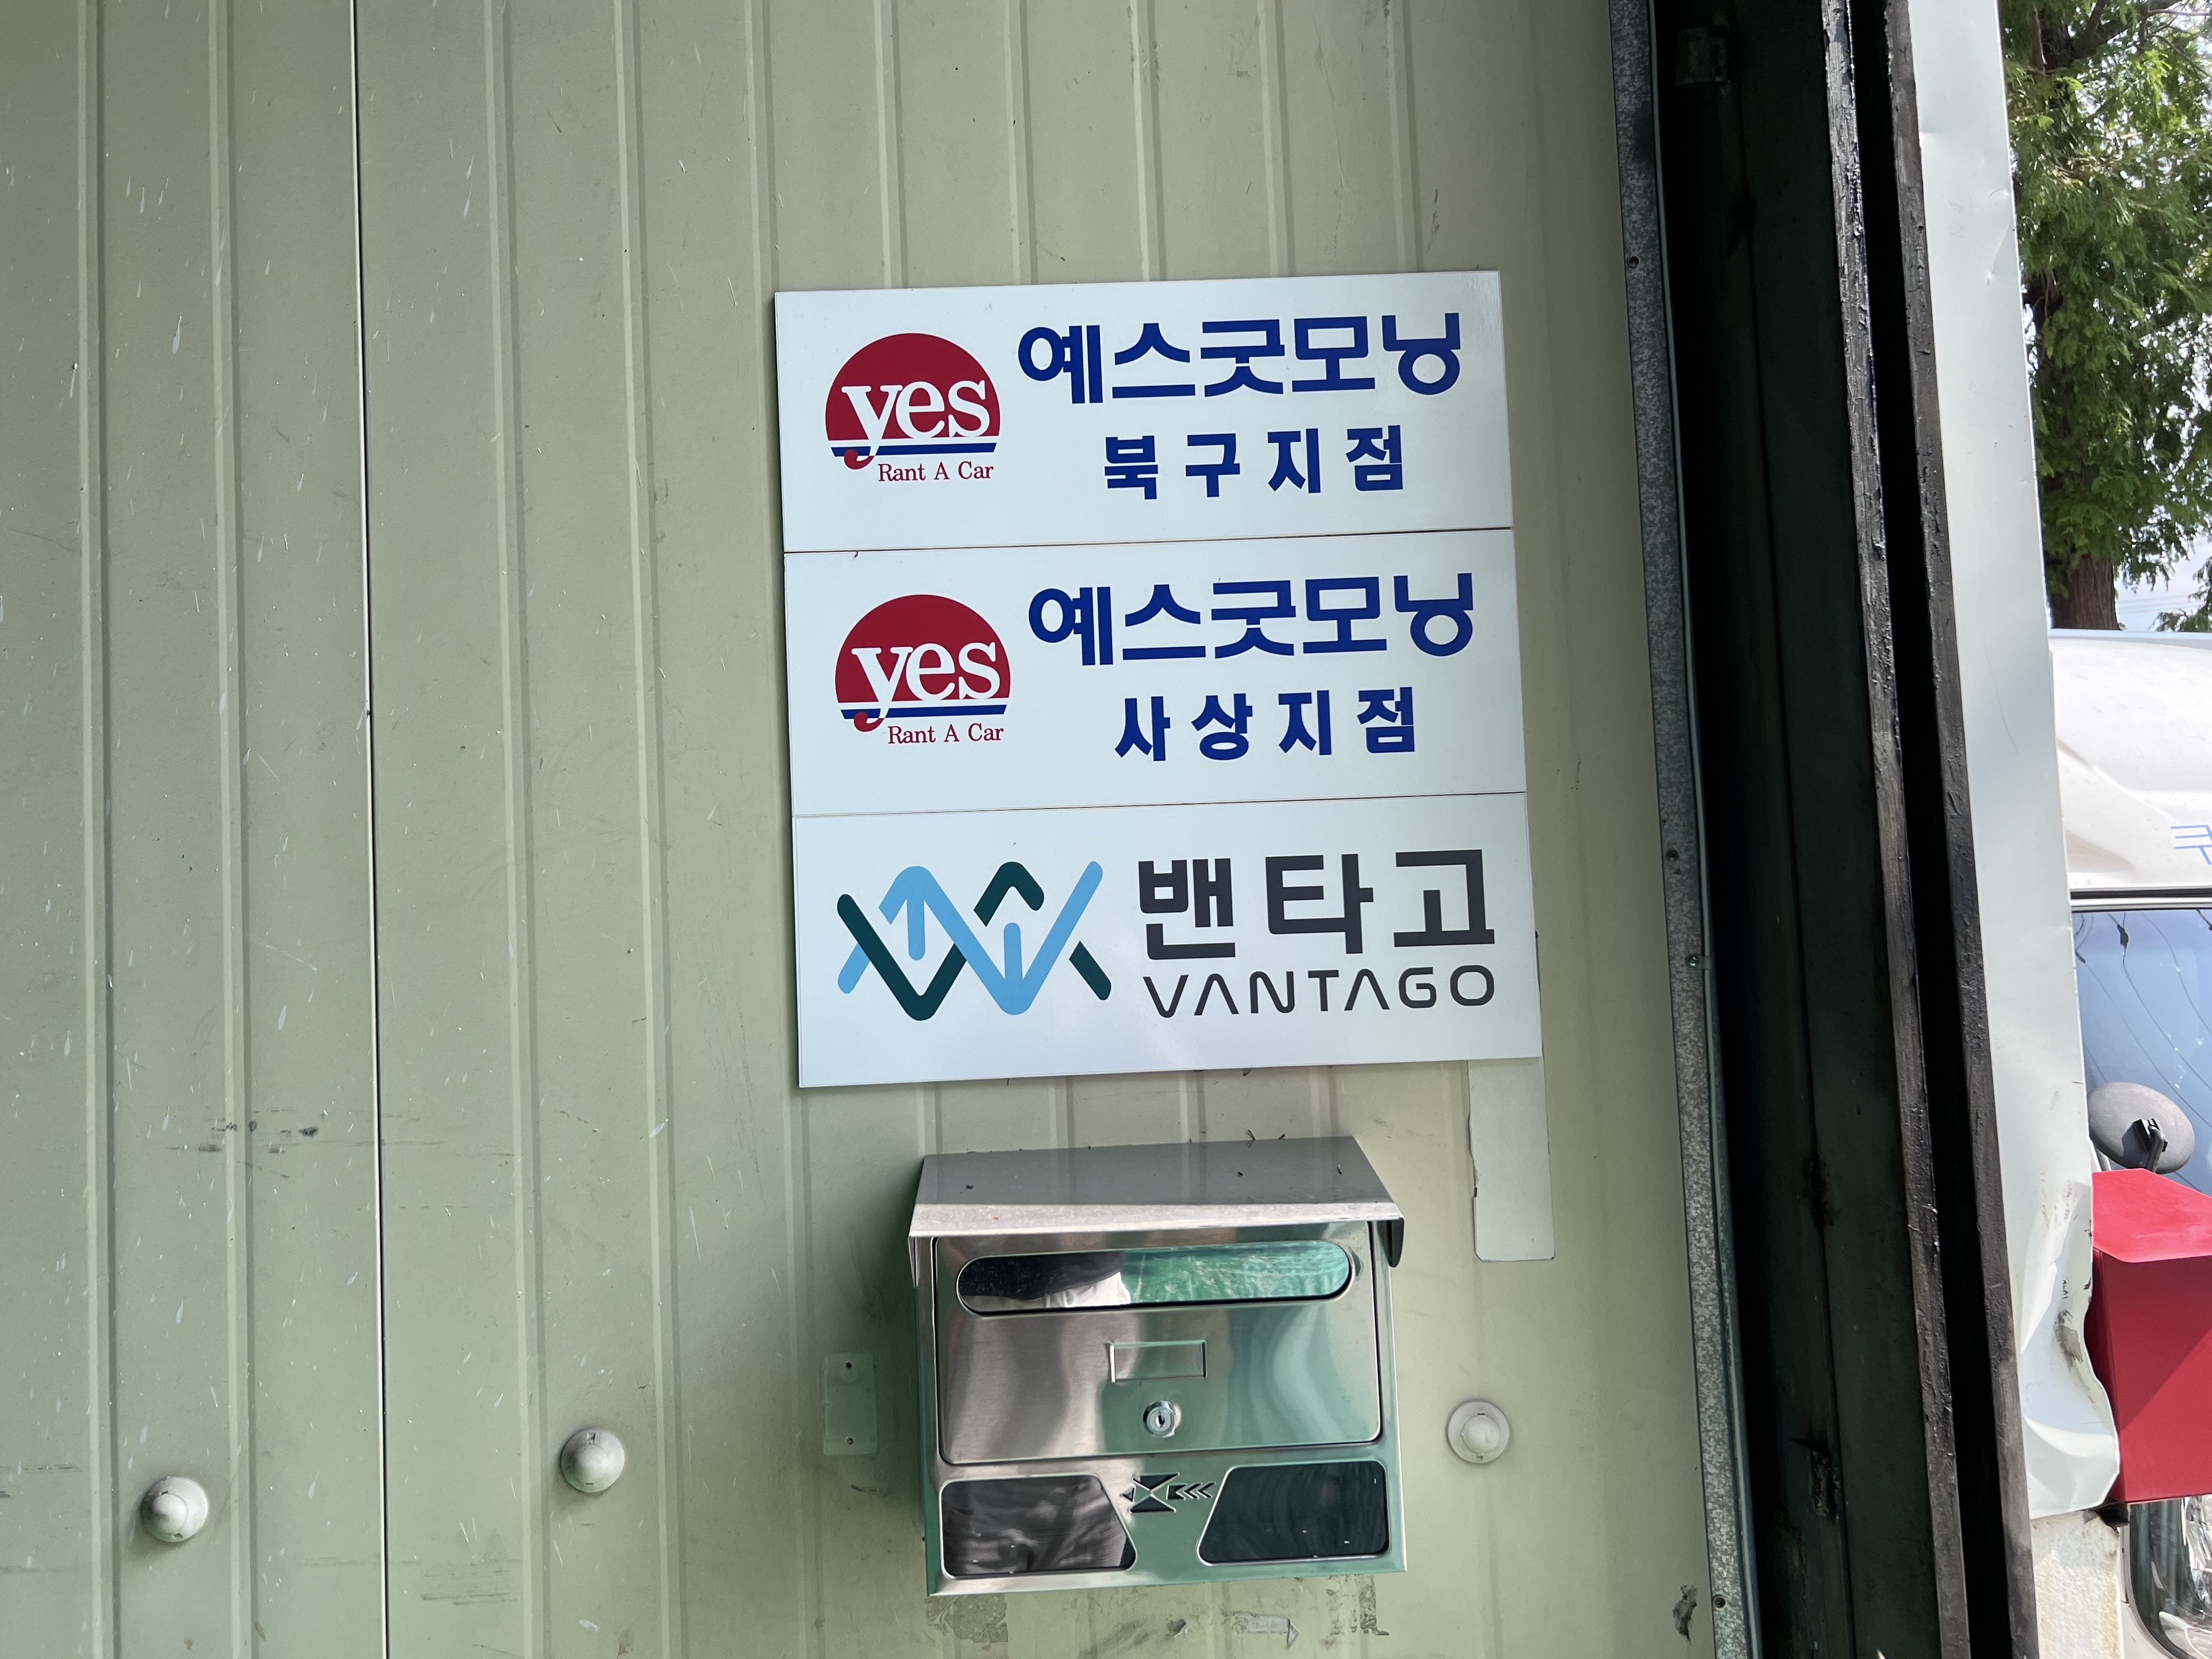 yes
Rant A Car
예스굿모닝
북구지점
yes
Rant A Car
예스굿모닝
사상지점
밴타고
VANTAGO